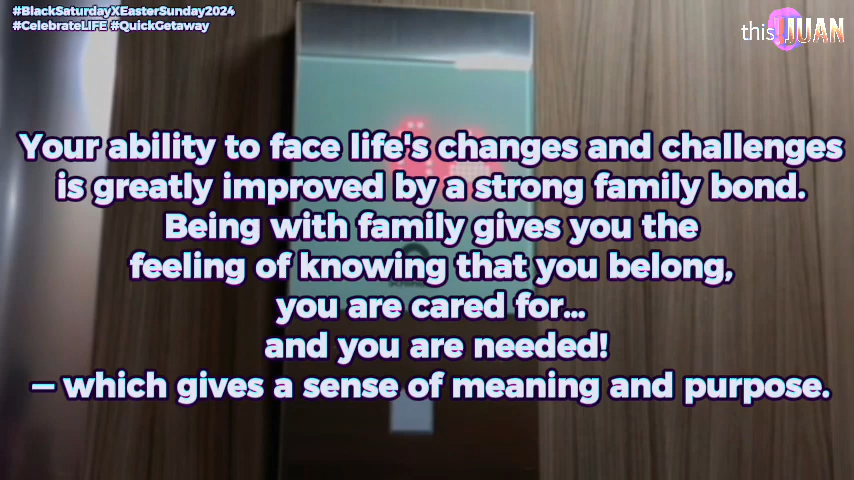 #BlackSaturdayXEasterSunday2024
#CelebrateLIFE #QuickGetaway
this!JUAN
Your ability to face life's changes and challenges
is greatly improved by a strong family bond.
Being with family gives you the
feeling of knowing that you belong,
you are cared for...
and you are needed!
— which gives a sense of meaning and purpose.